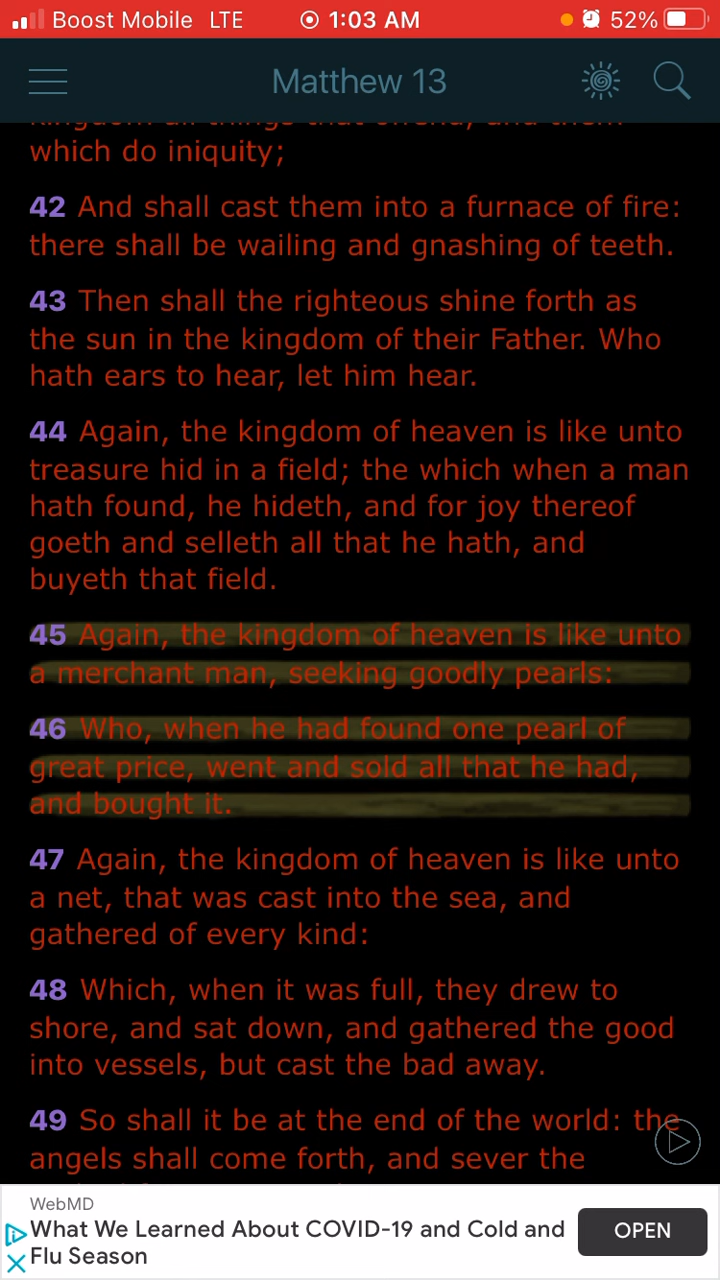 Boost Mobile LTE 1:03 AM 52%
Matthew 13
which do iniquity;
42 And shall cast them into a furnace of fire:
there shall be wailing and gnashing of teeth.
43 Then shall the righteous shine forth as
the sun in the kingdom of their Father. Who
hath ears to hear, let him hear.
44 Again, the kingdom of heaven is like unto
treasure hid in a field; the which when a man
hath found, he hideth, and for joy thereof
goeth and selleth all that he hath, and
buyeth that field.
45 Again, the kingdom of heaven is like unto
a merchant man, seeking goodly pearls:
46 Who, when he had found one pearl of
great price, went and sold all that he had,
and bought it.
47 Again, the kingdom of heaven is like unto
a net, that was cast into the sea, and
gathered of every kind:
48 Which, when it was full, they drew to
shore, and sat down, and gathered the good
into vessels, but cast the bad away.
49 So shall it be at the end of the world: the
angels shall come forth, and sever the
WebMD
What We Learned About COVID-19 and Cold and
Flu Season
OPEN